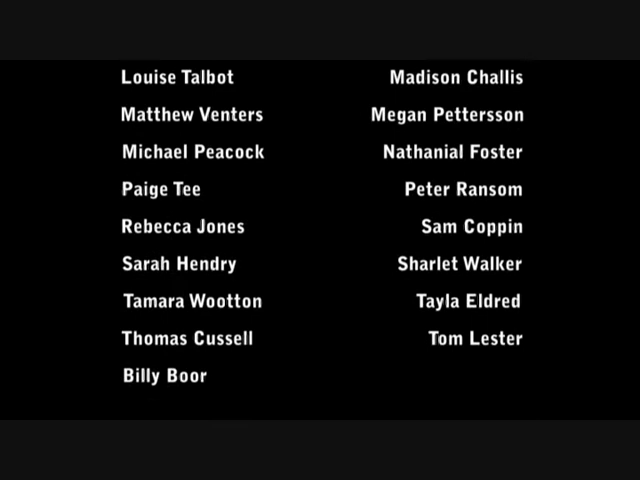 Louise Talbot Madison Challis
Matthew Venters Megan Pettersson
Michael Peacock Nathanial Foster
Paige Tee Peter Ransom
Rebecca Jones Sam Coppin
Sarah Hendry Sharlet Walker
Tamara Wootton Tayla Eldred
Thomas Cussell Tom Lester
Billy Boor